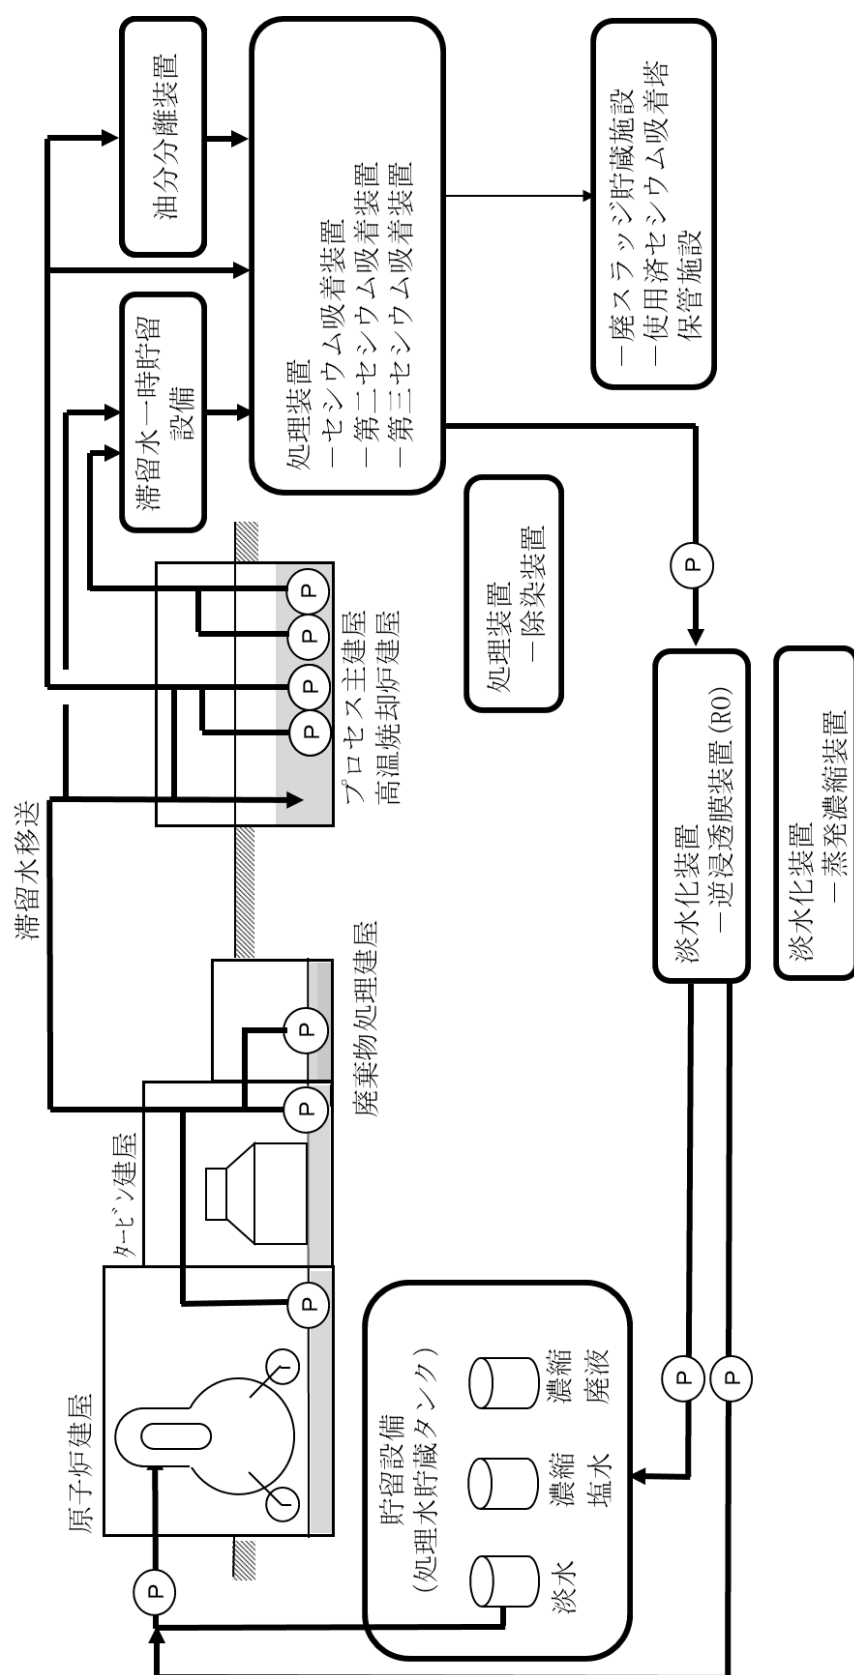 滞留水移送
原子炉建屋
タービン建屋
廃棄物処理建屋
プロセス主建屋
高温焼却炉建屋
滞留水一時貯留
設備
油分分離装置
処理装置
－セシウム吸着装置
－第二セシウム吸着装置
－第三セシウム吸着装置
処理装置
－除染装置
－廃スラッジ貯蔵施設
－使用済セシウム吸着塔
保管施設
貯留設備
(処理水貯蔵タンク)
淡水
濃縮
塩水
濃縮
廃液
淡水化装置
－逆浸透膜装置(RO)
淡水化装置
－蒸発濃縮装置
P
P
P
P
P
P
P
P
P
P
P